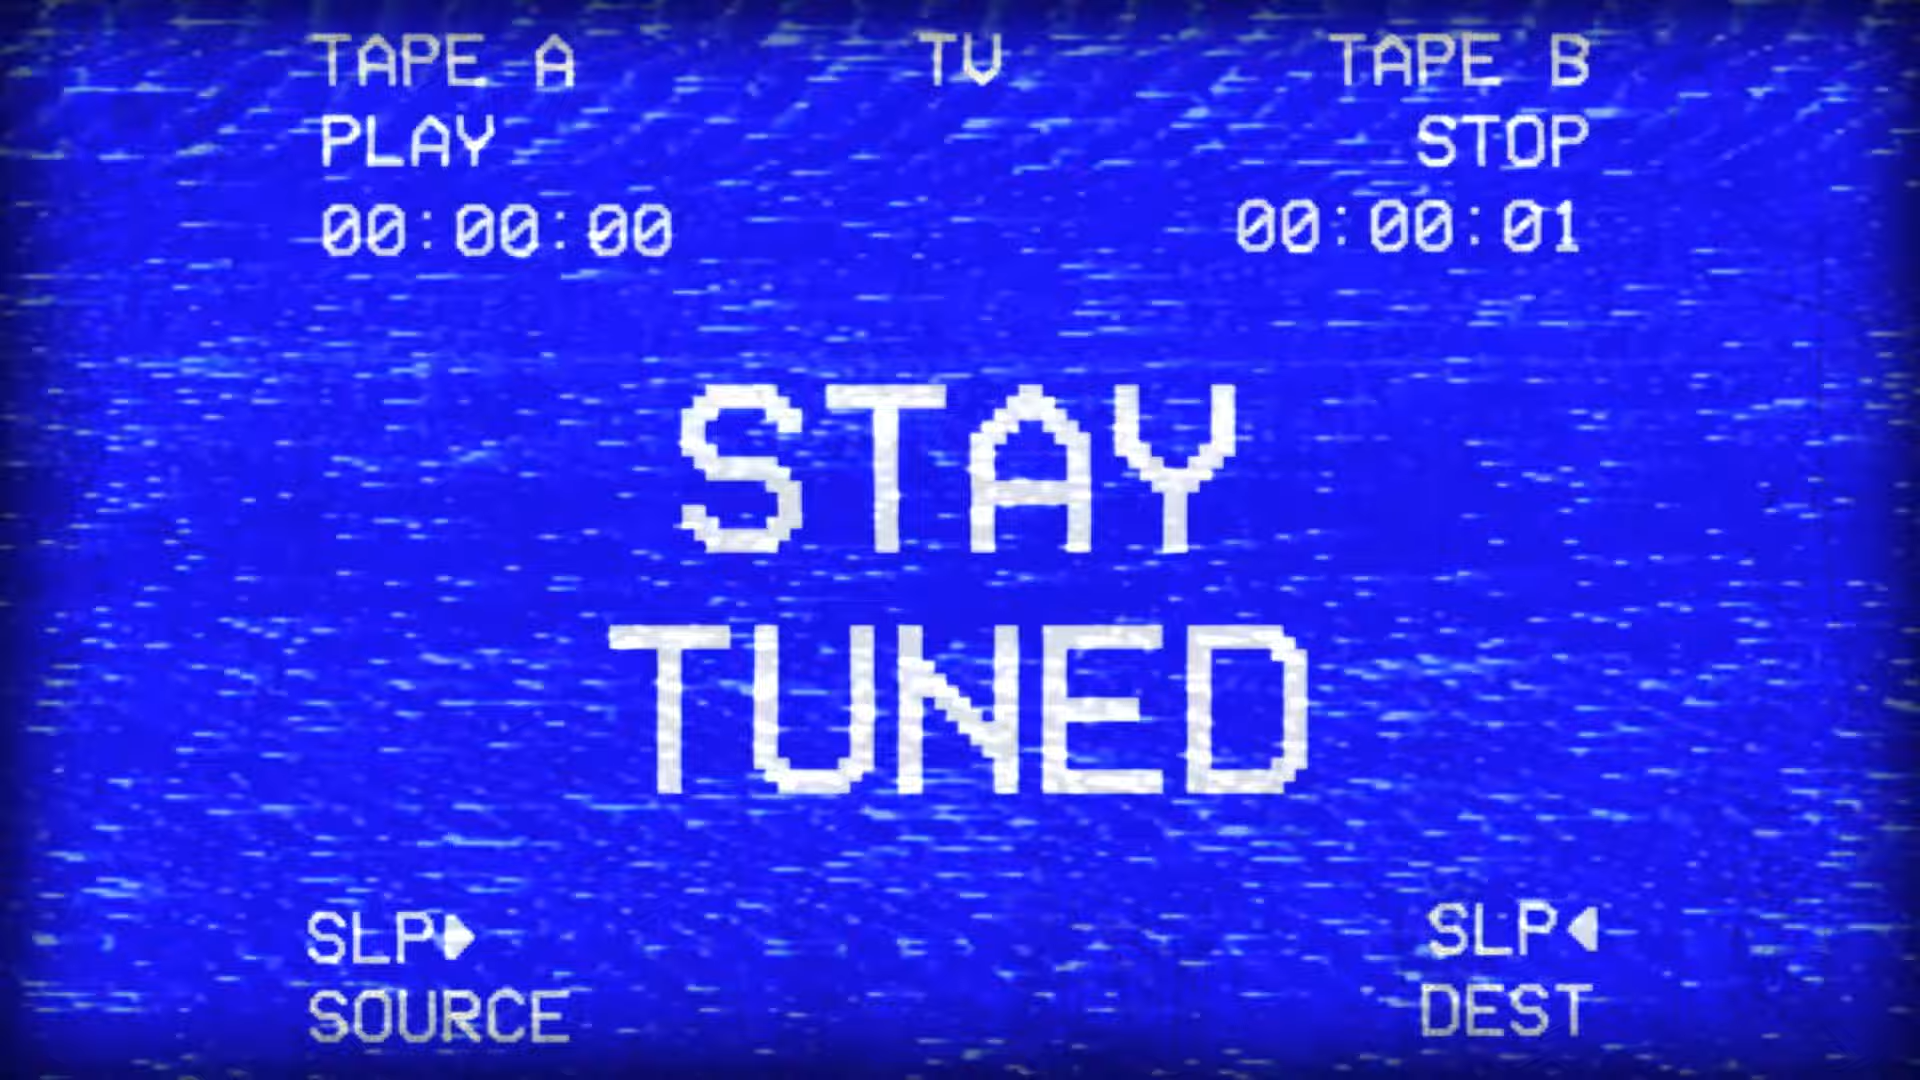 TAPE A TV TAPE B
PLAY STOP
00:00:00 00:00:01
STAY
TUNED
SLP▶ SLP◀
SOURCE DEST